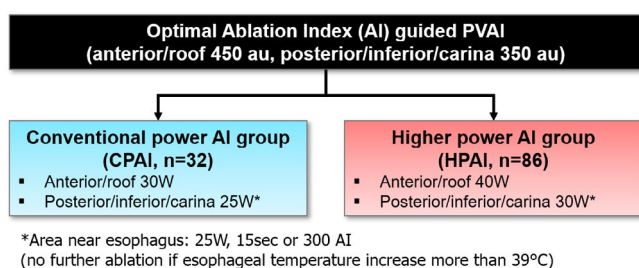 Optimal Ablation Index (AI) guided PVAI
(anterior/roof 450 au, posterior/inferior/carina 350 au)
Conventional power AI group
(CPAI, n=32)
▪ Anterior/roof 30W
▪ Posterior/inferior/carina 25W*
Higher power AI group
(HPAI, n=86)
▪ Anterior/roof 40W
▪ Posterior/inferior/carina 30W*
*Area near esophagus: 25W, 15sec or 300 AI
(no further ablation if esophageal temperature increase more than 39°C)